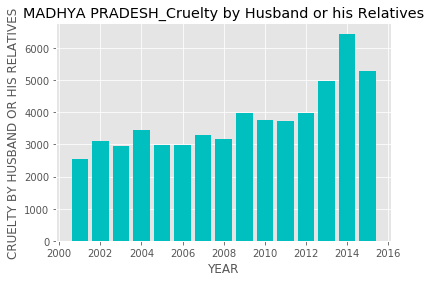 MADHYA PRADESH_Cruelty by Husband or his Relatives
CRUELTY BY HUSBAND OR HIS RELATIVES
6000
5000
4000
3000
2000
1000
0
2000 2002 2004 2006 2008 2010 2012 2014 2016
YEAR